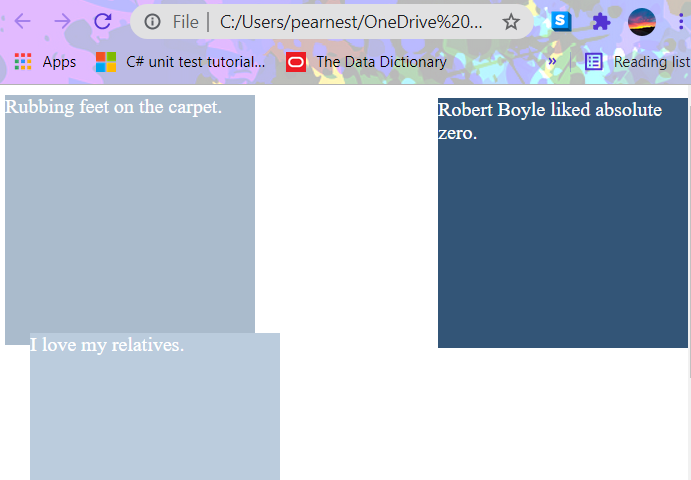 File C:/Users/pearnest/OneDrive%20...
Apps C# unit test tutorial... The Data Dictionary » Reading list
Rubbing feet on the carpet.
Robert Boyle liked absolute
zero.
I love my relatives.